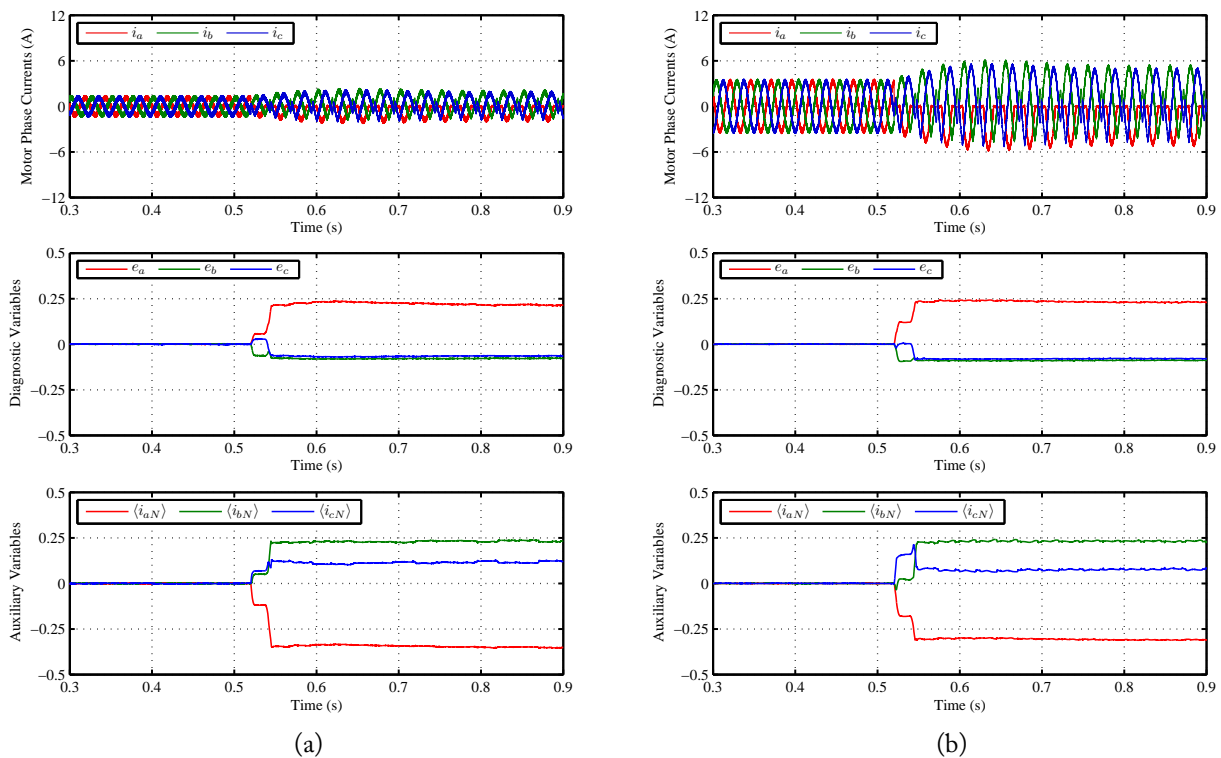 Motor Phase Currents (A)
12
6
0
−6
−12
i_a i_b i_c
0.3 0.4 0.5 0.6 0.7 0.8 0.9
Time (s)
Diagnostic Variables
0.5
0.25
0
−0.25
−0.5
e_a e_b e_c
0.3 0.4 0.5 0.6 0.7 0.8 0.9
Time (s)
Auxiliary Variables
0.5
0.25
0
−0.25
−0.5
⟨i_aN⟩ ⟨i_bN⟩ ⟨i_cN⟩
0.3 0.4 0.5 0.6 0.7 0.8 0.9
Time (s)
(a)
Motor Phase Currents (A)
12
6
0
−6
−12
i_a i_b i_c
0.3 0.4 0.5 0.6 0.7 0.8 0.9
Time (s)
Diagnostic Variables
0.5
0.25
0
−0.25
−0.5
e_a e_b e_c
0.3 0.4 0.5 0.6 0.7 0.8 0.9
Time (s)
Auxiliary Variables
0.5
0.25
0
−0.25
−0.5
⟨i_aN⟩ ⟨i_bN⟩ ⟨i_cN⟩
0.3 0.4 0.5 0.6 0.7 0.8 0.9
Time (s)
(b)